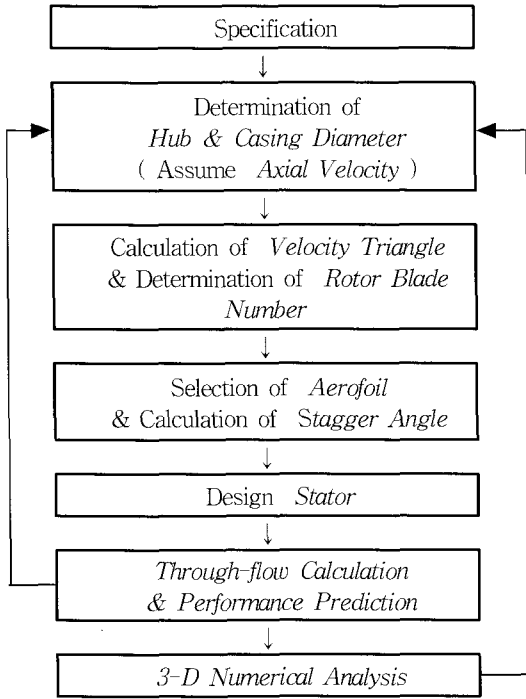 Specification
Determination of
Hub & Casing Diameter
( Assume Axial Velocity )
Calculation of Velocity Triangle
& Determination of Rotor Blade
Number
Selection of Aerofoil
& Calculation of Stagger Angle
Design Stator
Through-flow Calculation
& Performance Prediction
3-D Numerical Analysis